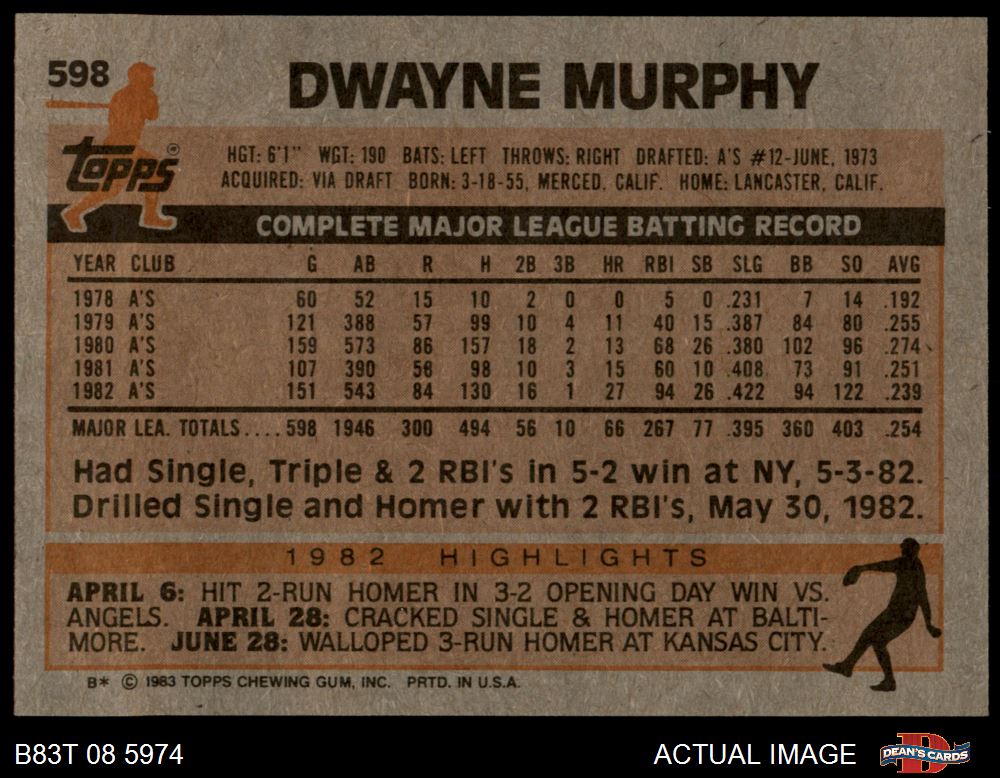 598
DWAYNE MURPHY
Topps®
HGT: 6'1" WGT: 190 BATS: LEFT THROWS: RIGHT DRAFTED: A'S #12-JUNE, 1973
ACQUIRED: VIA DRAFT BORN: 3-18-55, MERCED, CALIF. HOME: LANCASTER, CALIF.
COMPLETE MAJOR LEAGUE BATTING RECORD
YEAR CLUB G AB R H 2B 3B HR RBI SB SLG BB SO AVG
1978 A'S 60 52 15 10 2 0 0 5 0 .231 7 14 .192
1979 A'S 121 388 57 99 10 4 11 40 15 .387 84 80 .255
1980 A'S 159 573 86 157 18 2 13 68 26 .380 102 96 .274
1981 A'S 107 390 58 98 10 3 15 60 10 .408 73 91 .251
1982 A'S 151 543 84 130 16 1 27 94 26 .422 94 122 .239
MAJOR LEA. TOTALS.... 598 1946 300 494 56 10 66 267 77 .395 360 403 .254
Had Single, Triple & 2 RBI's in 5-2 win at NY, 5-3-82.
Drilled Single and Homer with 2 RBI's, May 30, 1982.
1982 HIGHLIGHTS
APRIL 6: HIT 2-RUN HOMER IN 3-2 OPENING DAY WIN VS.
ANGELS. APRIL 28: CRACKED SINGLE & HOMER AT BALTI-
MORE. JUNE 28: WALLOPED 3-RUN HOMER AT KANSAS CITY.
B* © 1983 TOPPS CHEWING GUM, INC. PRTD. IN U.S.A.
B83T 08 5974
ACTUAL IMAGE
D
DEAN'S CARDS